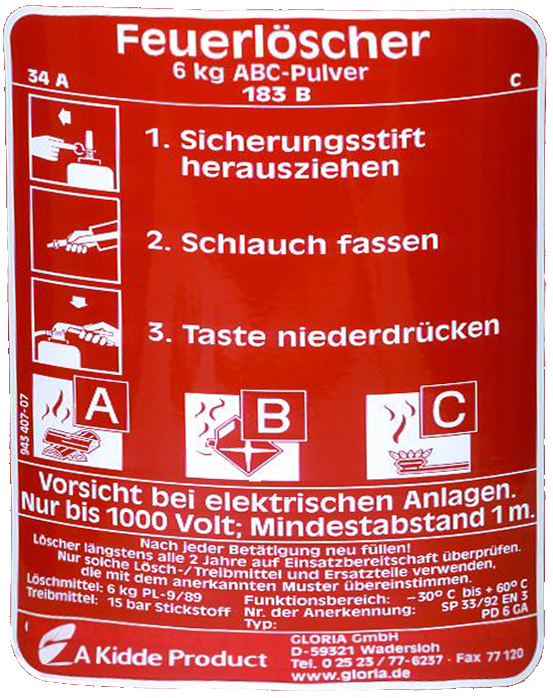 Feuerlöscher
6 kg ABC-Pulver
34 A
183 B
C
1. Sicherungsstift
herausziehen
2. Schlauch fassen
3. Taste niederdrücken
943 407-07
A
B
C
Vorsicht bei elektrischen Anlagen.
Nur bis 1000 Volt; Mindestabstand 1 m.
Nach jeder Betätigung neu füllen!
Löscher längstens alle 2 Jahre auf Einsatzbereitschaft überprüfen.
Nur solche Lösch-/Treibmittel und Ersatzteile verwenden,
die mit dem anerkannten Muster übereinstimmen.
Löschmittel: 6 kg PL-9/89
Treibmittel: 15 bar Stickstoff
Funktionsbereich: -30° C bis +60° C
Nr. der Anerkennung: SP 33/92 EN 3
Typ: PD 6 GA
A Kidde Product
GLORIA GmbH
D-59321 Wadersloh
Tel. 0 25 23 / 77-6237 - Fax 77 120
www.gloria.de